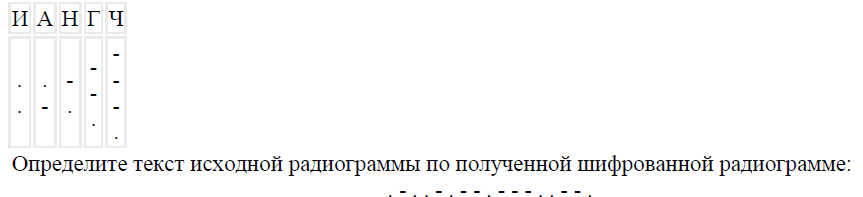 И А Н Г Ч
. . . - - . - - . - - - .
Определите текст исходной радиограммы по полученной шифрованной радиограмме:
. - . . - . - - . - - - . . - - .